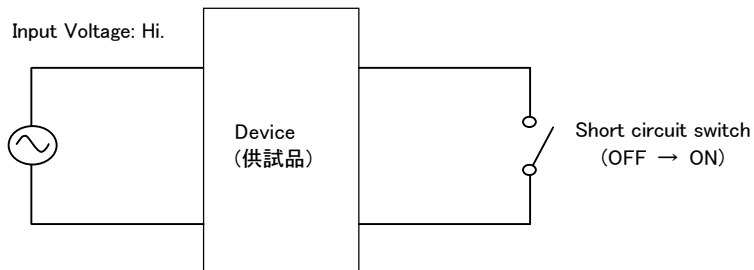 Input Voltage: Hi.
Device
（供試品）
Short circuit switch
（OFF → ON）